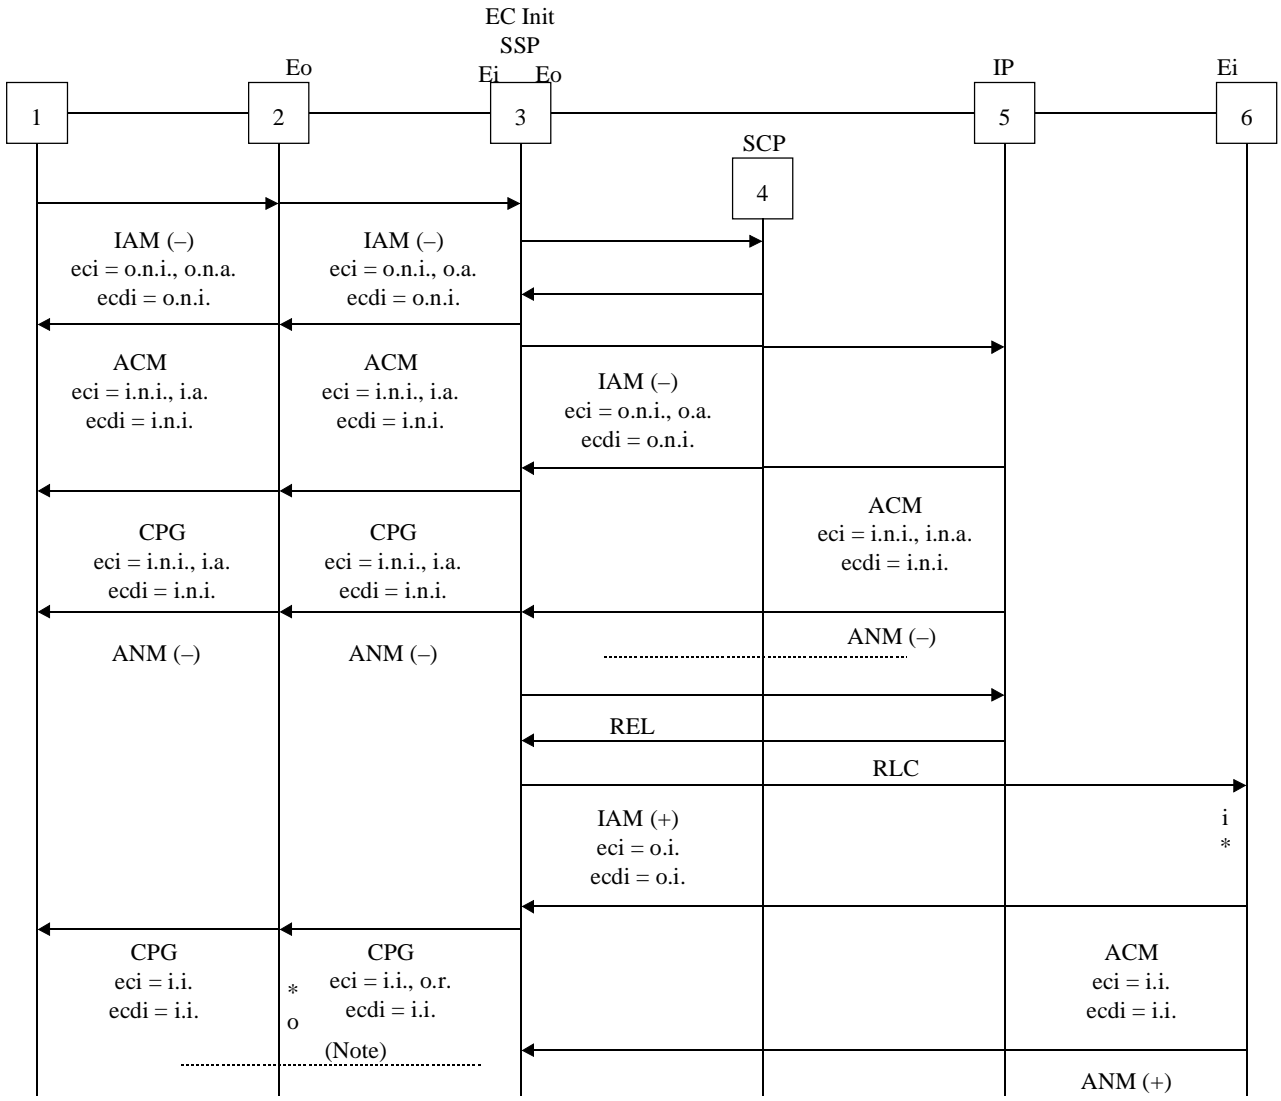 EC Init
SSP
Eo
Ei Eo
IP
Ei
1
2
3
5
6
SCP
4
IAM (–)
eci = o.n.i., o.n.a.
ecdi = o.n.i.
IAM (–)
eci = o.n.i., o.a.
ecdi = o.n.i.
ACM
eci = i.n.i., i.a.
ecdi = i.n.i.
ACM
eci = i.n.i., i.a.
ecdi = i.n.i.
IAM (–)
eci = o.n.i., o.a.
ecdi = o.n.i.
ACM
eci = i.n.i., i.n.a.
ecdi = i.n.i.
CPG
eci = i.n.i., i.a.
ecdi = i.n.i.
CPG
eci = i.n.i., i.a.
ecdi = i.n.i.
ANM (–)
ANM (–)
ANM (–)
REL
RLC
IAM (+)
eci = o.i.
ecdi = o.i.
i
*
CPG
eci = i.i.
ecdi = i.i.
*
o
CPG
eci = i.i., o.r.
ecdi = i.i.
(Note)
ACM
eci = i.i.
ecdi = i.i.
ANM (+)